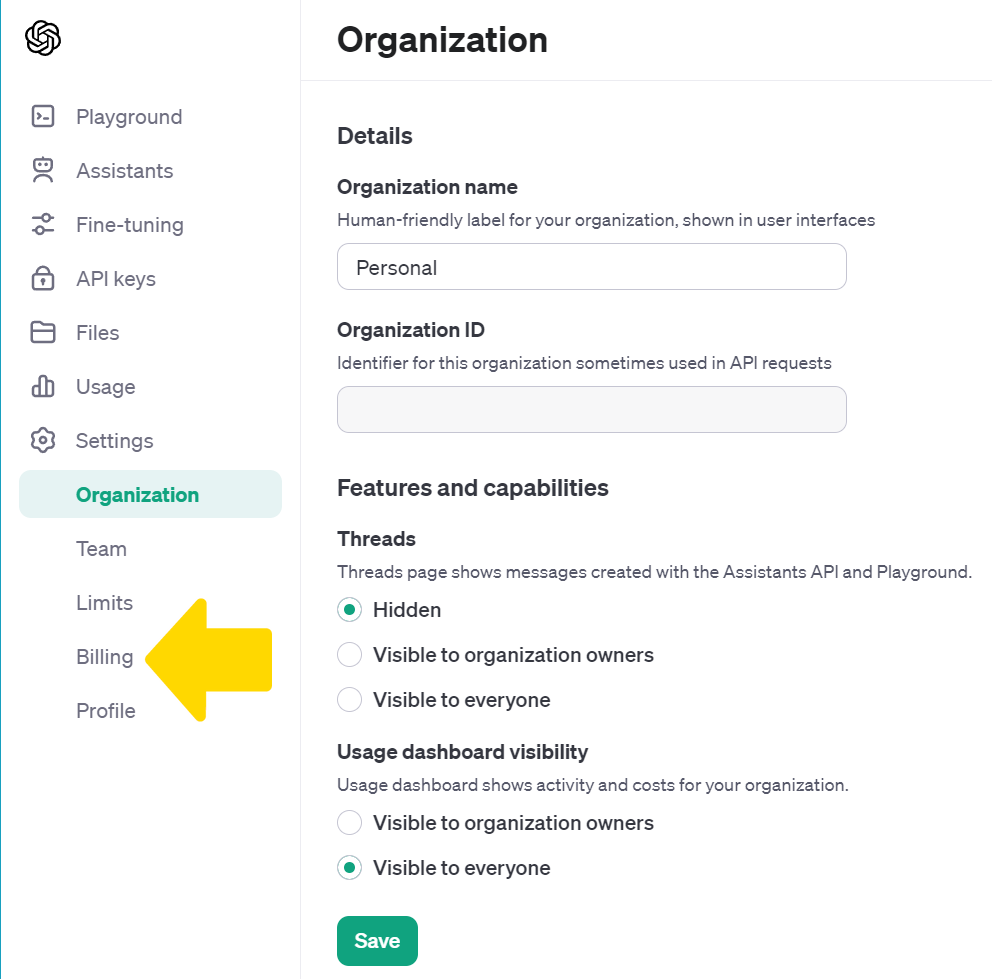 Playground
Assistants
Fine-tuning
API keys
Files
Usage
Settings
Organization
Team
Limits
Billing
Profile
Organization
Details
Organization name
Human-friendly label for your organization, shown in user interfaces
Personal
Organization ID
Identifier for this organization sometimes used in API requests
Features and capabilities
Threads
Threads page shows messages created with the Assistants API and Playground.
Hidden
Visible to organization owners
Visible to everyone
Usage dashboard visibility
Usage dashboard shows activity and costs for your organization.
Visible to organization owners
Visible to everyone
Save